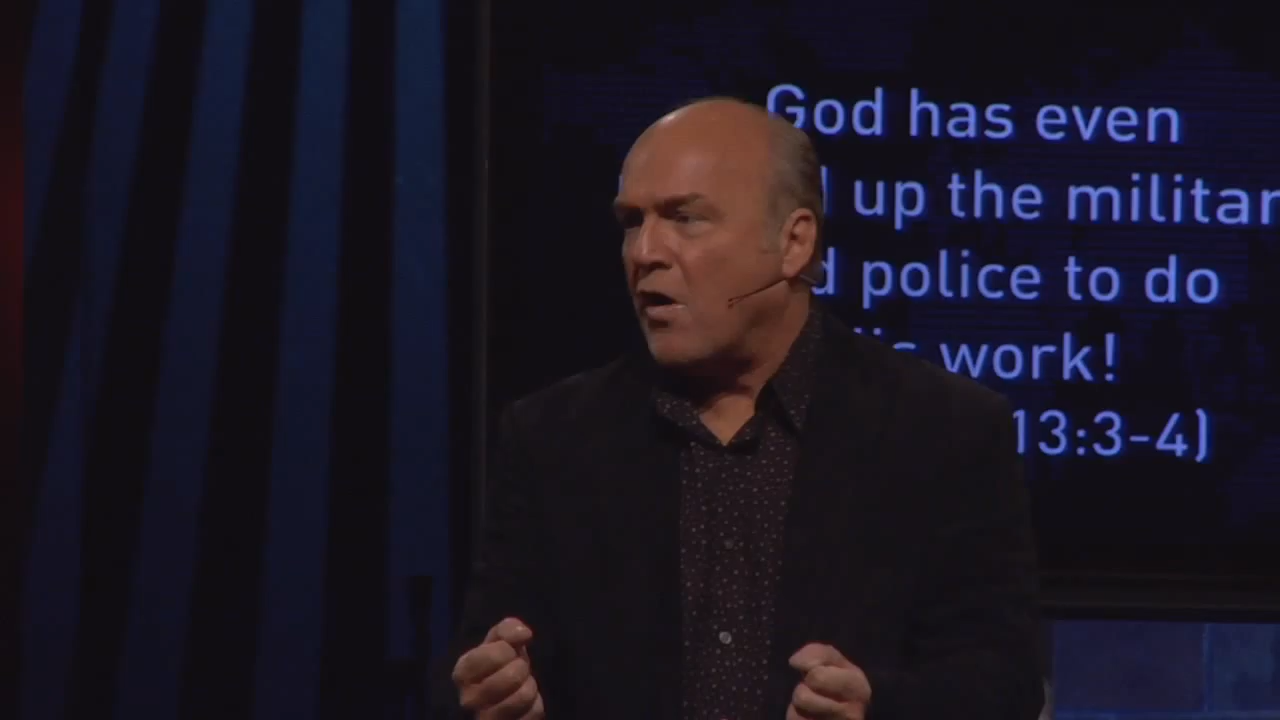 God has even
up the militar
police to do
work!
13:3-4)